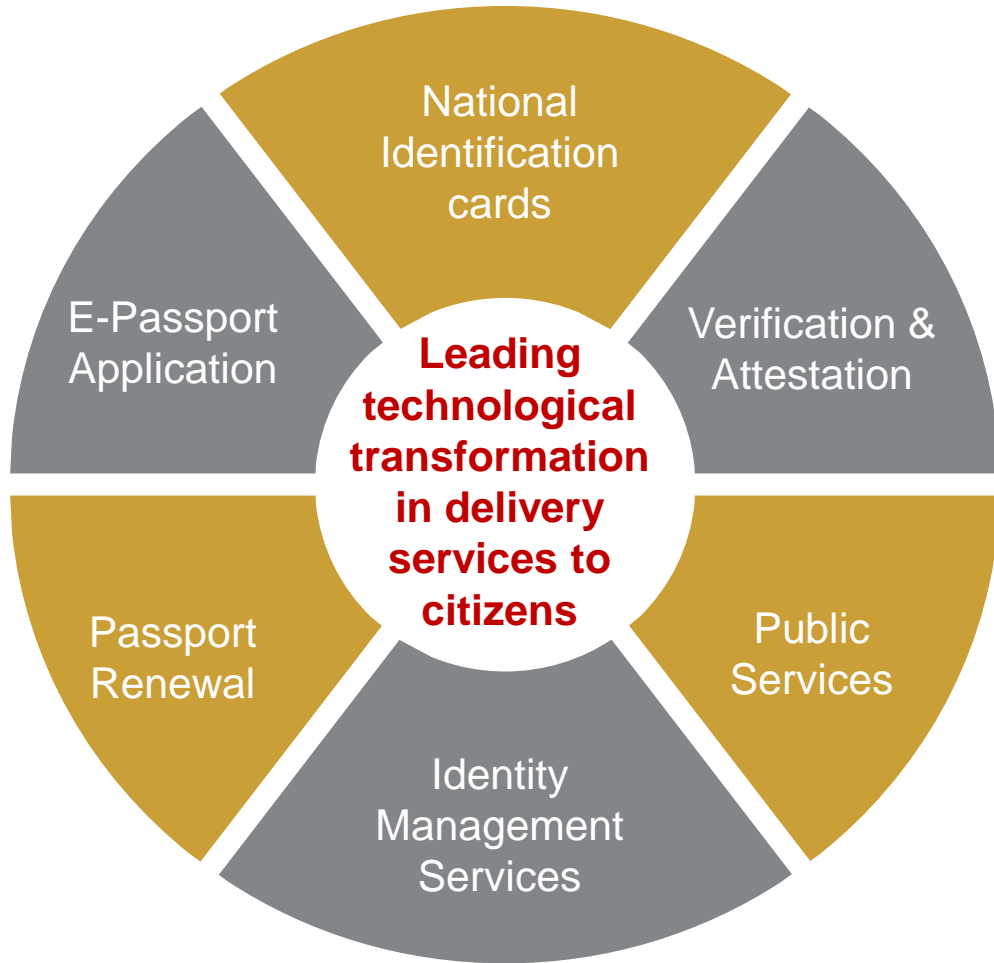 National
Identification
cards
Verification &
Attestation
Public
Services
Identity
Management
Services
Passport
Renewal
E-Passport
Application
Leading
technological
transformation
in delivery
services to
citizens